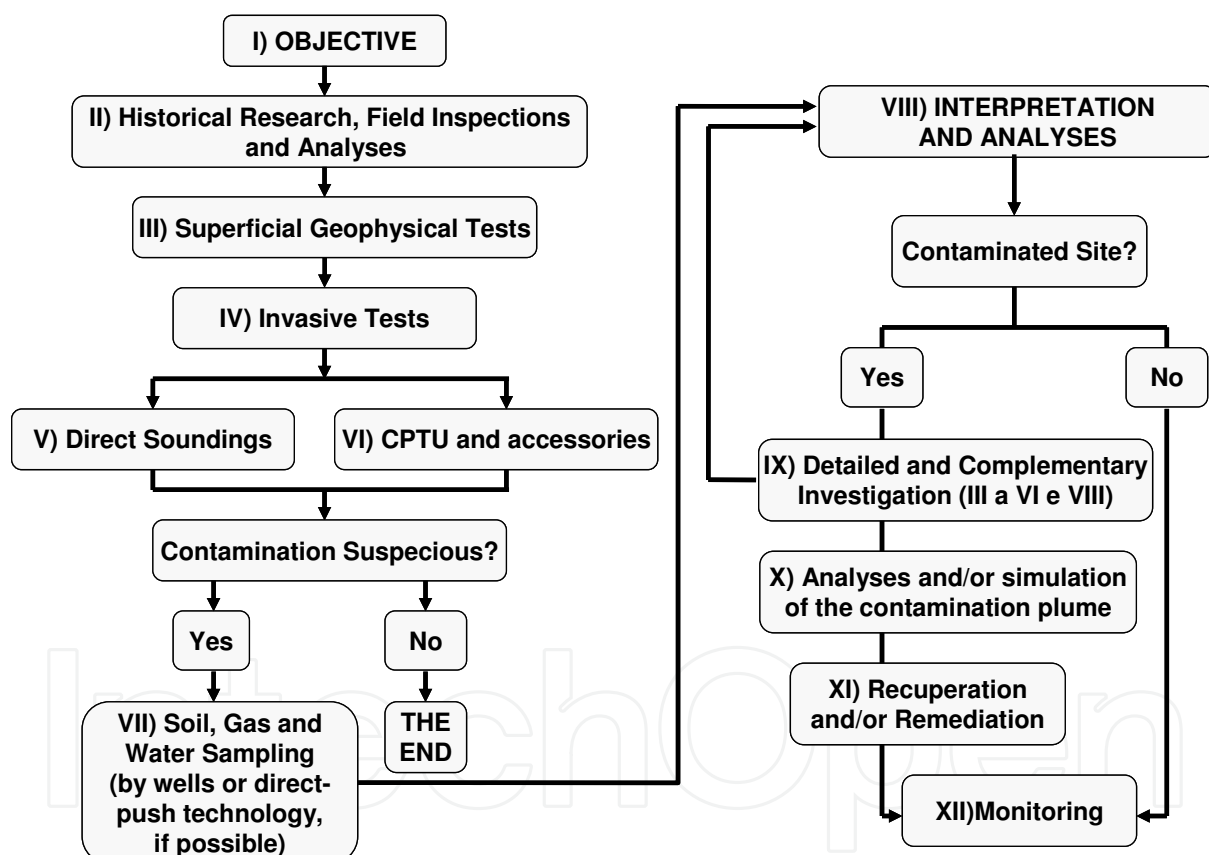 I) OBJECTIVE
II) Historical Research, Field Inspections
and Analyses
III) Superficial Geophysical Tests
IV) Invasive Tests
V) Direct Soundings
VI) CPTU and accessories
Contamination Suspecious?
Yes
No
VII) Soil, Gas and
Water Sampling
(by wells or direct-
push technology,
if possible)
THE
END
VIII) INTERPRETATION
AND ANALYSES
Contaminated Site?
Yes
No
IX) Detailed and Complementary
Investigation (III a VI e VIII)
X) Analyses and/or simulation
of the contamination plume
XI) Recuperation
and/or Remediation
XII)Monitoring
IntechOpen